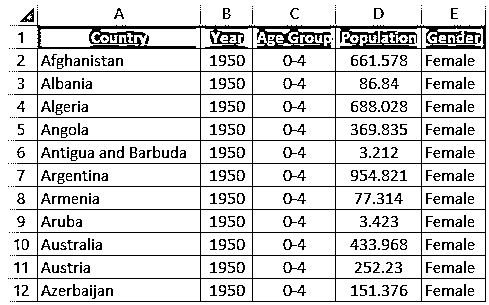 A B C D E
1 Country Year Age Group Population Gender
2 Afghanistan 1950 0-4 661.578 Female
3 Albania 1950 0-4 86.84 Female
4 Algeria 1950 0-4 688.028 Female
5 Angola 1950 0-4 369.835 Female
6 Antigua and Barbuda 1950 0-4 3.212 Female
7 Argentina 1950 0-4 954.821 Female
8 Armenia 1950 0-4 77.314 Female
9 Aruba 1950 0-4 3.423 Female
10 Australia 1950 0-4 433.968 Female
11 Austria 1950 0-4 252.23 Female
12 Azerbaijan 1950 0-4 151.376 Female